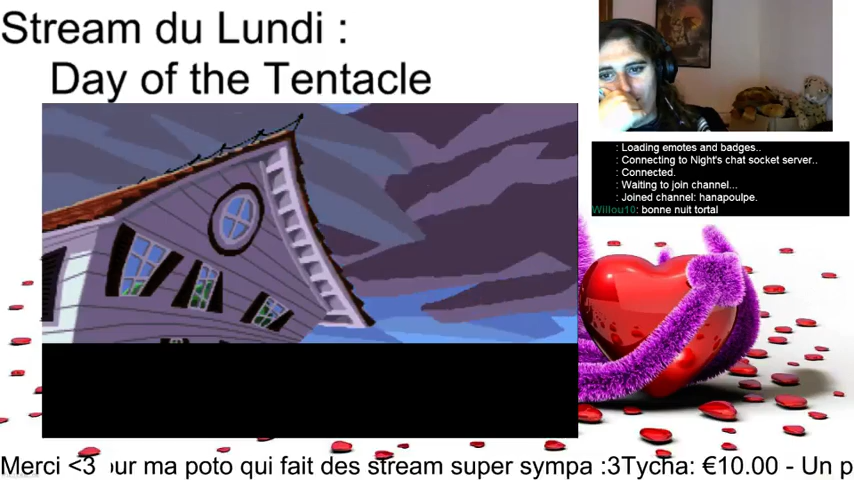 Stream du Lundi :
Day of the Tentacle
: Loading emotes and badges..
: Connecting to Night's chat socket server..
: Connected.
: Waiting to join channel...
: Joined channel: hanapoulpe.
Willou10: bonne nuit tortal
Merci <3 our ma poto qui fait des stream super sympa :3Tycha: €10.00 - Un p